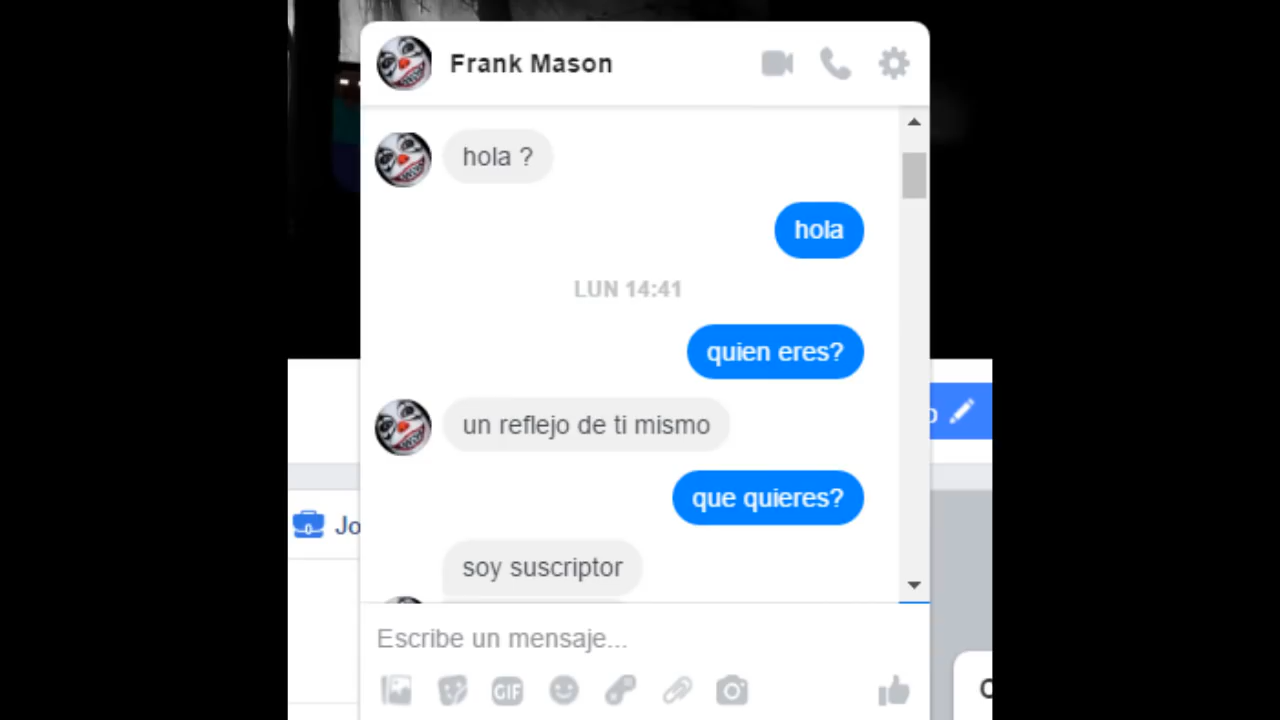 Frank Mason
hola ?
hola
LUN 14:41
quien eres?
un reflejo de ti mismo
que quieres?
Jo
soy suscriptor
Escribe un mensaje...
GIF